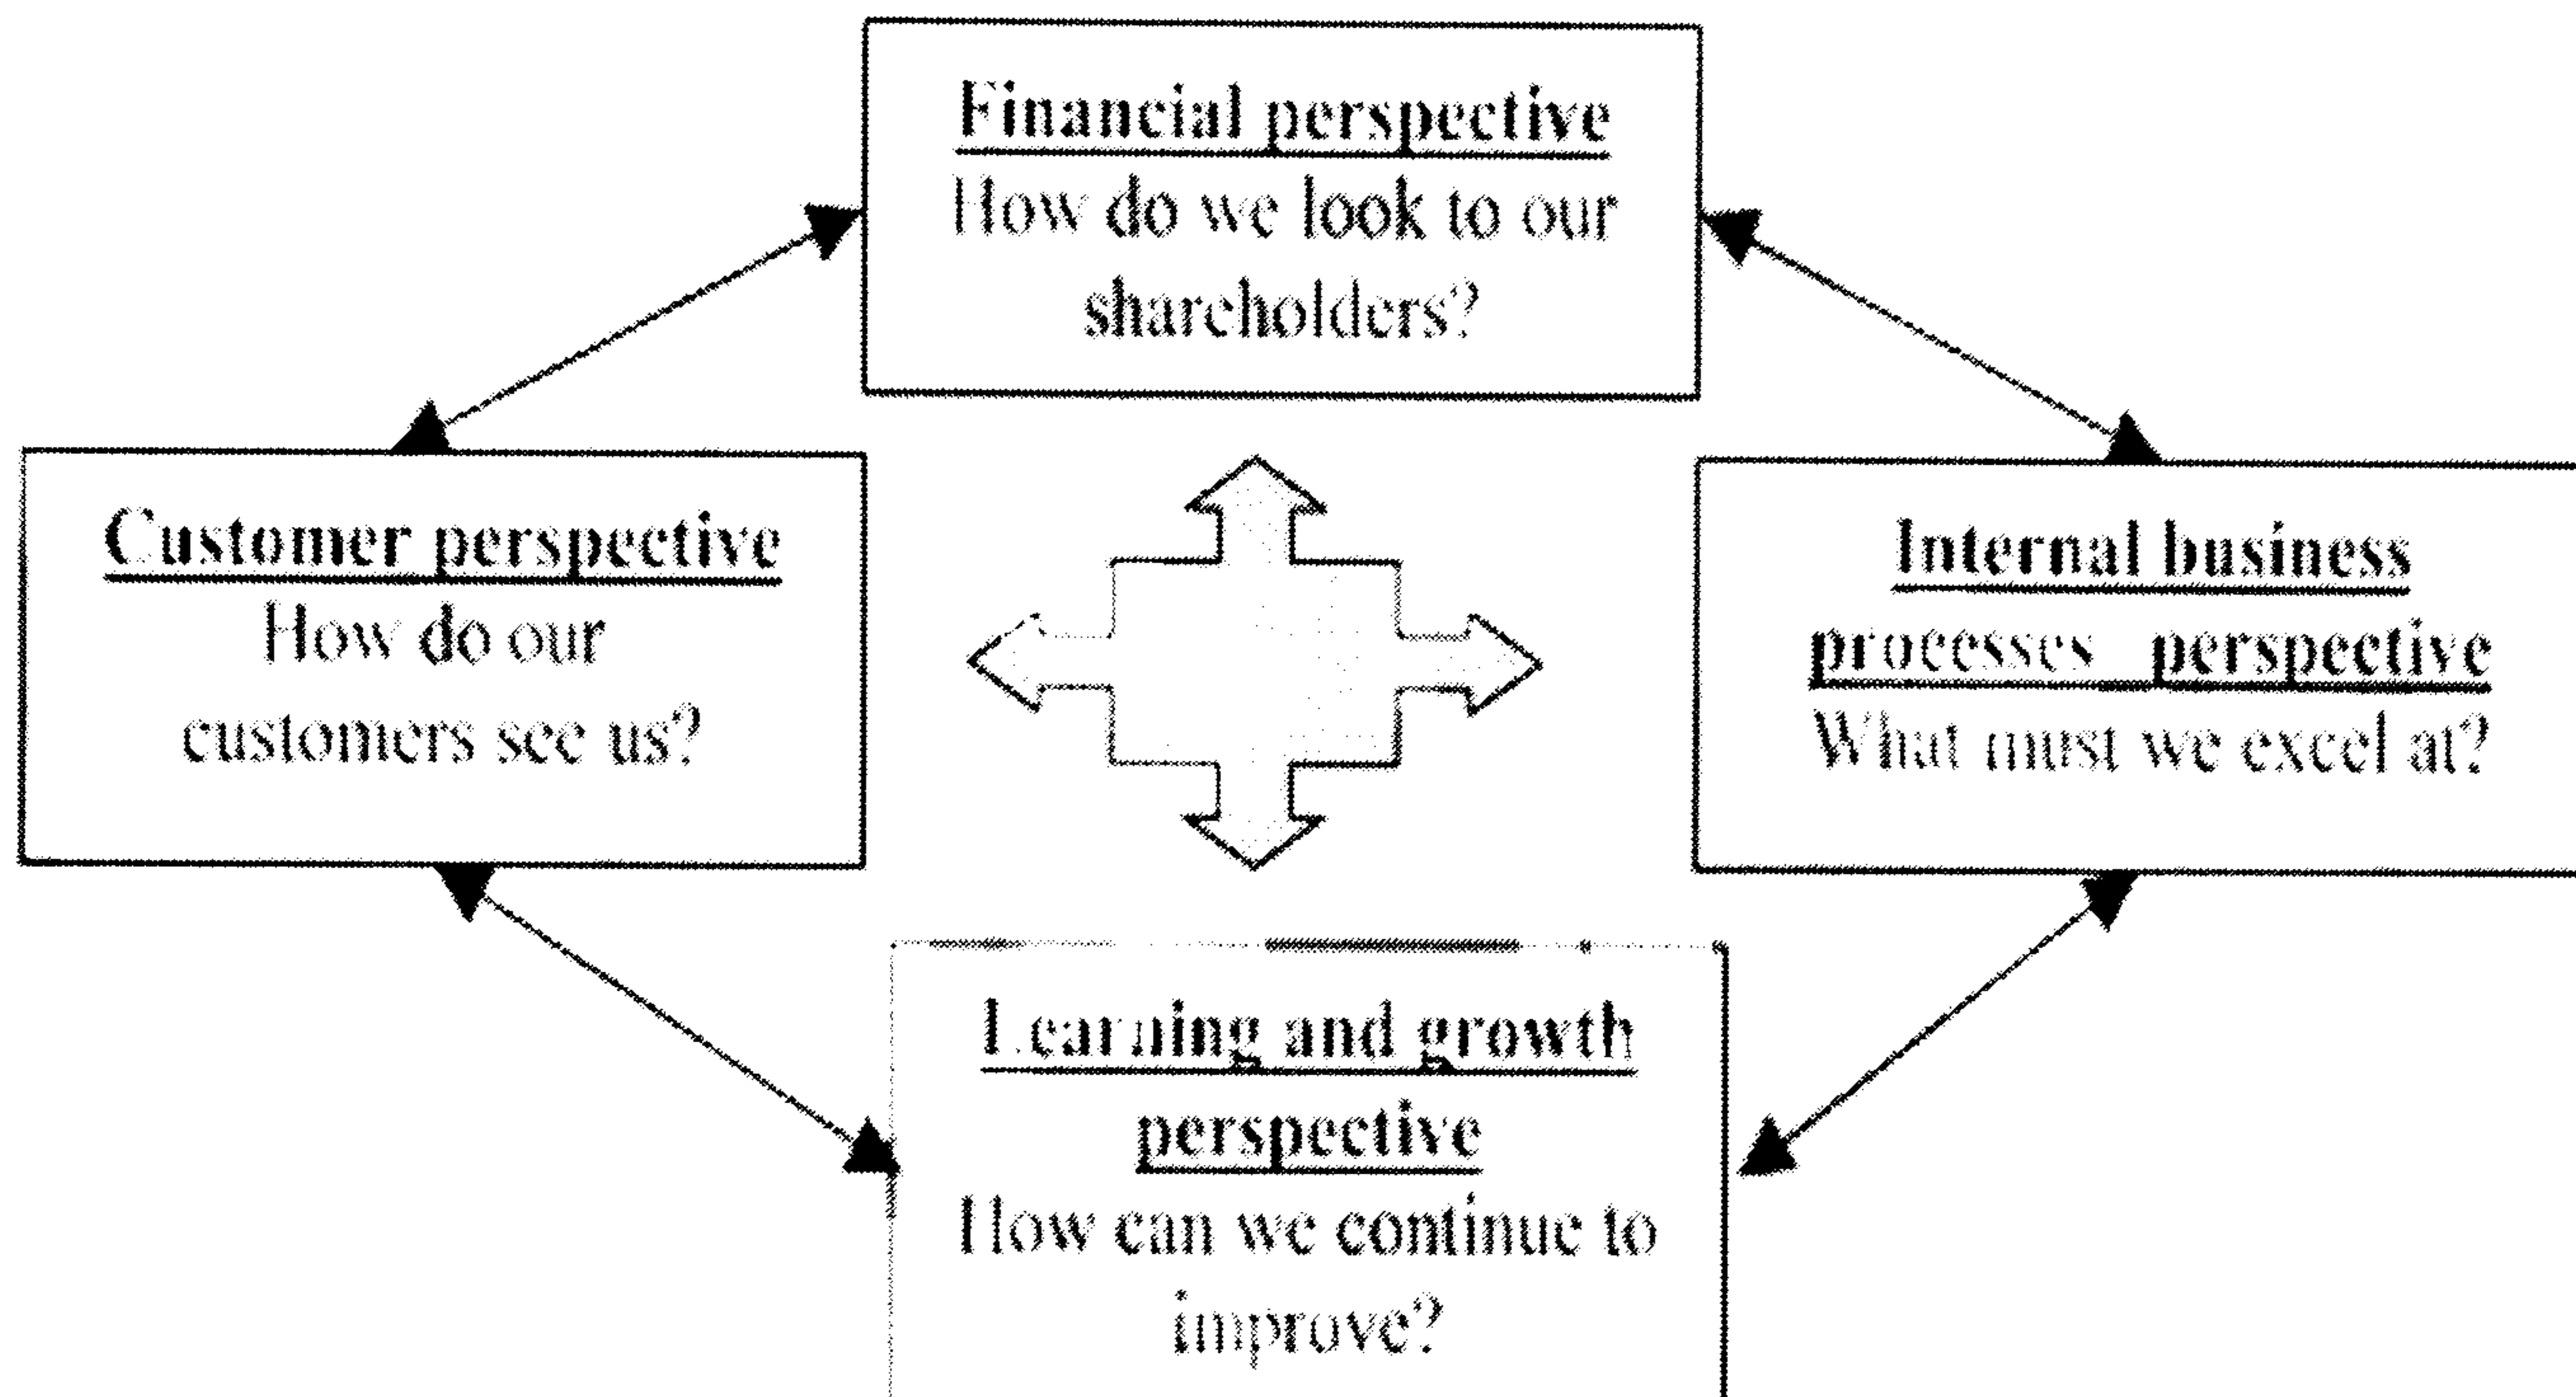 Financial perspective
How do we look to our
shareholders?
Customer perspective
How do our
customers see us?
Internal business
processes perspective
What must we excel at?
Learning and growth
perspective
How can we continue to
improve?